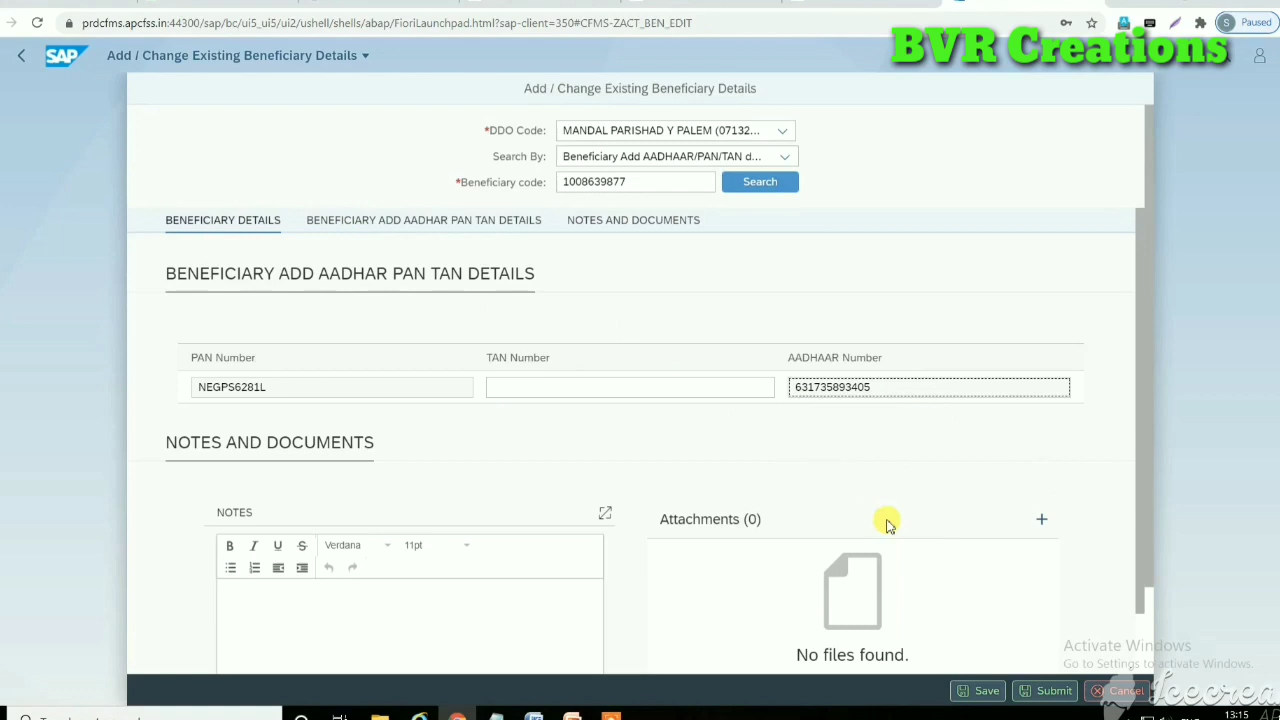 prdcfms.apcfss.in:44300/sap/bc/ui5_ui5/ui2/ushell/shells/abap/FioriLaunchpad.html?sap-client=350#CFMS-ZACT_BEN_EDIT
S Paused
BVR Creations
SAP Add / Change Existing Beneficiary Details
Add / Change Existing Beneficiary Details
*DDO Code: MANDAL PARISHAD Y PALEM (07132...
Search By: Beneficiary Add AADHAAR/PAN/TAN d...
*Beneficiary code: 1008639877 Search
BENEFICIARY DETAILS BENEFICIARY ADD AADHAR PAN TAN DETAILS NOTES AND DOCUMENTS
BENEFICIARY ADD AADHAR PAN TAN DETAILS
PAN Number TAN Number AADHAAR Number
NEGPS6281L 631735893405
NOTES AND DOCUMENTS
NOTES
Attachments (0) +
B I U S Verdana 11pt
No files found.
Activate Windows
Go to Settings to activate Windows.
Save Submit Cancel
13:15